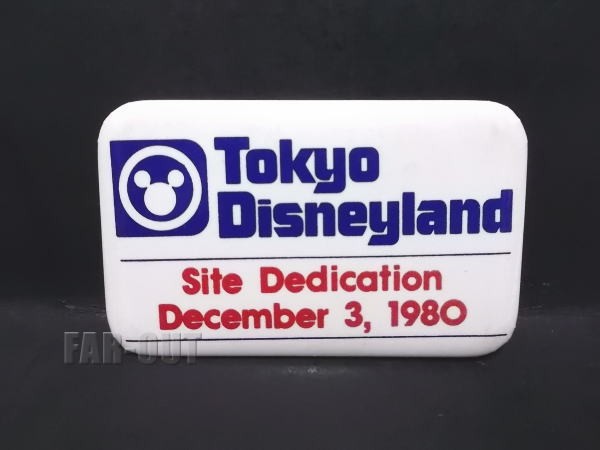 Tokyo
Disneyland
Site Dedication
December 3, 1980
FAR-OUT